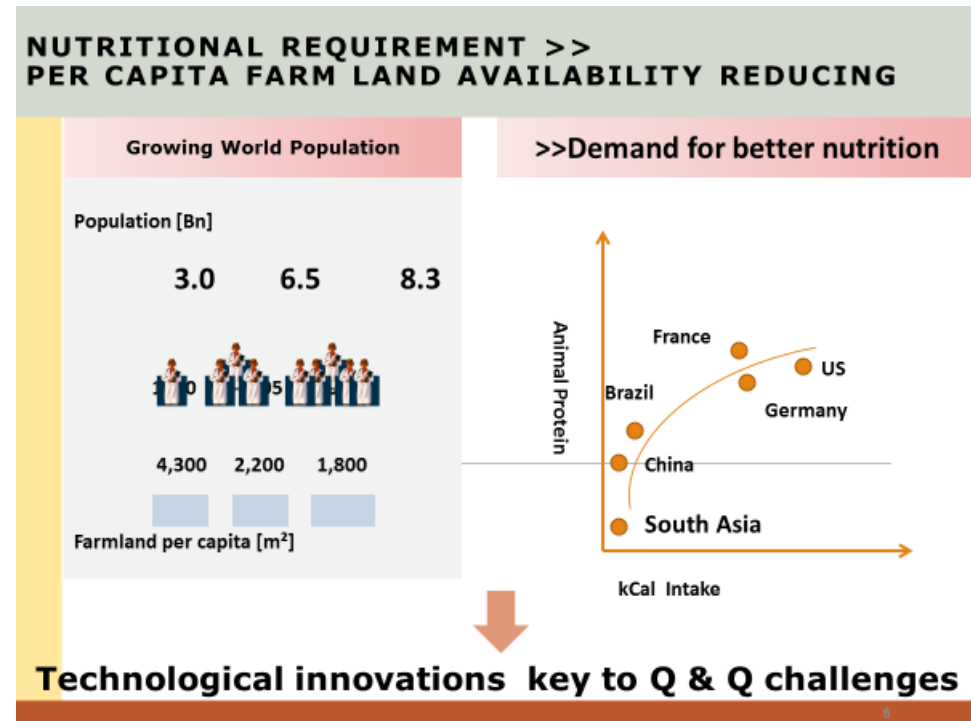 NUTRITIONAL REQUIREMENT >>
PER CAPITA FARM LAND AVAILABILITY REDUCING
Growing World Population
Population [Bn]
3.0 6.5 8.3
4,300 2,200 1,800
Farmland per capita [m²]
>>Demand for better nutrition
Animal Protein
France
US
Brazil
Germany
China
South Asia
kCal Intake
Technological innovations key to Q & Q challenges
6